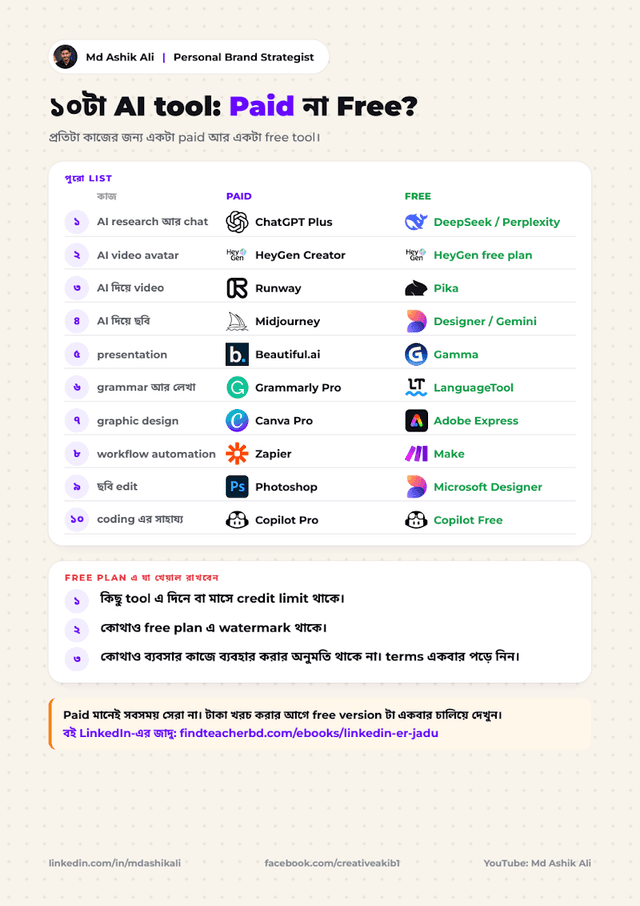 Md Ashik Ali | Personal Brand Strategist
১০টা AI tool: Paid না Free?
প্রতিটা কাজের জন্য একটা paid আর একটা free tool।
পুরো LIST
কাজ PAID FREE
১ AI research আর chat ChatGPT Plus DeepSeek / Perplexity
২ AI video avatar HeyGen HeyGen Creator HeyGen HeyGen free plan
৩ AI দিয়ে video Runway Pika
৪ AI দিয়ে ছবি Midjourney Designer / Gemini
৫ presentation b. Beautiful.ai G Gamma
৬ grammar আর লেখা G Grammarly Pro LT LanguageTool
৭ graphic design C Canva Pro Adobe Express
৮ workflow automation Zapier Make
৯ ছবি edit Ps Photoshop Microsoft Designer
১০ coding এর সাহায্য Copilot Pro Copilot Free
FREE PLAN এ যা খেয়াল রাখবেন
১ কিছু tool এ দিনে বা মাসে credit limit থাকে।
২ কোথাও free plan এ watermark থাকে।
৩ কোথাও ব্যবসার কাজে ব্যবহার করার অনুমতি থাকে না। terms একবার পড়ে নিন।
Paid মানেই সবসময় সেরা না। টাকা খরচ করার আগে free version টা একবার চালিয়ে দেখুন।
বই LinkedIn-এর জাদু: findteacherbd.com/ebooks/linkedin-er-jadu
linkedin.com/in/mdashikali facebook.com/creativeakib1 YouTube: Md Ashik Ali